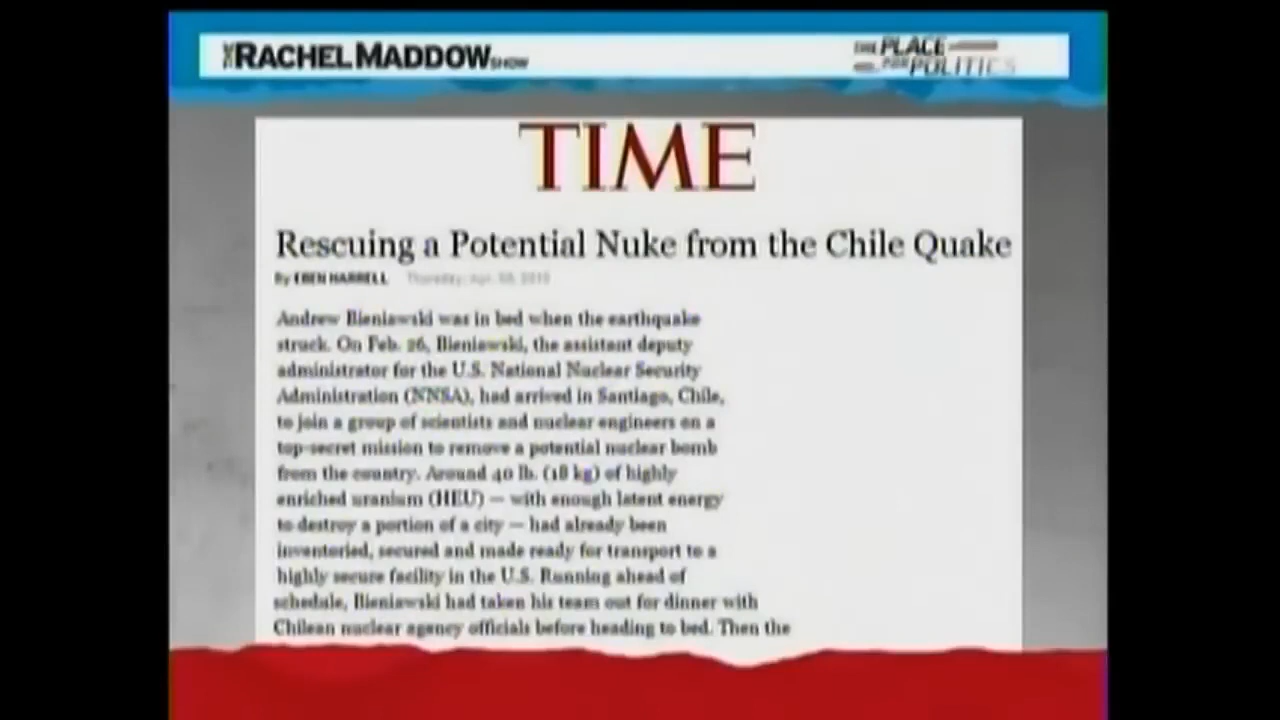 THE RACHEL MADDOW SHOW
THE PLACE FOR POLITICS
TIME
Rescuing a Potential Nuke from the Chile Quake
By EBEN HARRELL Thursday, Apr. 2010
Andrew Bieniawski was in bed when the earthquake
struck. On Feb. 26, Bieniawski, the assistant deputy
administrator for the U.S. National Nuclear Security
Administration (NNSA), had arrived in Santiago, Chile,
to join a group of scientists and nuclear engineers on a
top-secret mission to remove a potential nuclear bomb
from the country. Around 40 lb. (18 kg) of highly
enriched uranium (HEU) — with enough latent energy
to destroy a portion of a city — had already been
inventoried, secured and made ready for transport to a
highly secure facility in the U.S. Running ahead of
schedule, Bieniawski had taken his team out for dinner with
Chilean nuclear agency officials before heading to bed. Then the